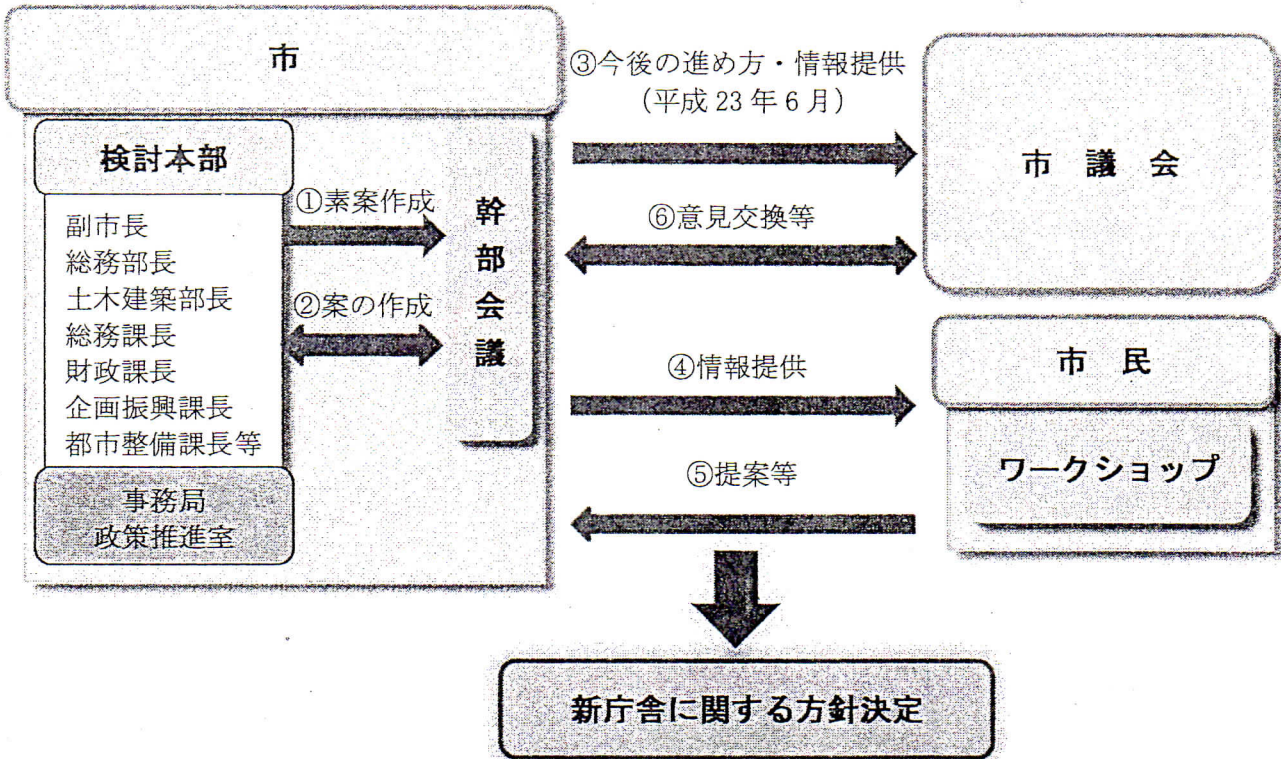 市
検討本部
副市長
総務部長
土木建築部長
総務課長
財政課長
企画振興課長
都市整備課長等
事務局
政策推進室
①素案作成
②案の作成
幹部会議
③今後の進め方・情報提供
（平成 23 年 6 月）
⑥意見交換等
市議会
④情報提供
⑤提案等
市民
ワークショップ
新庁舎に関する方針決定